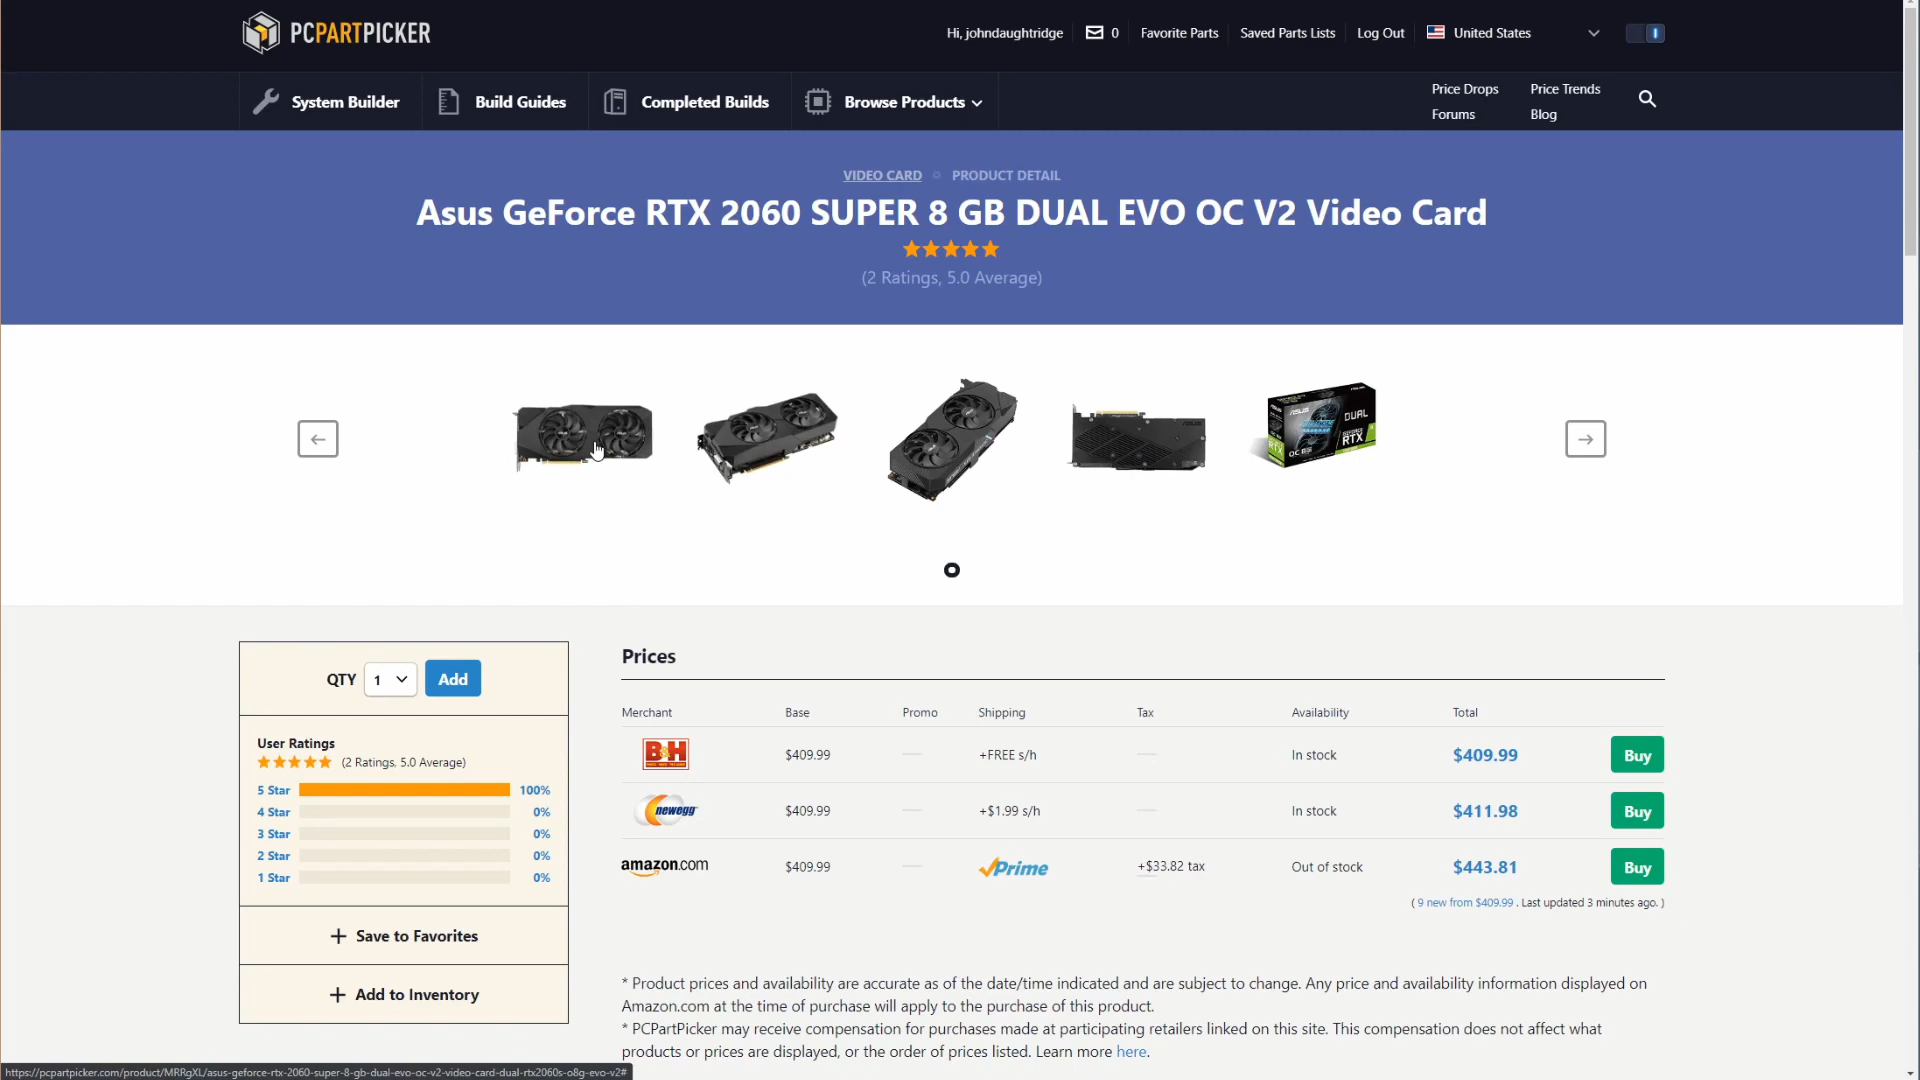 PCPARTPICKER
Hi, johndaughtridge
0
Favorite Parts
Saved Parts Lists
Log Out
United States
System Builder
Build Guides
Completed Builds
Browse Products
Price Drops
Price Trends
Forums
Blog
VIDEO CARD
PRODUCT DETAIL
Asus GeForce RTX 2060 SUPER 8 GB DUAL EVO OC V2 Video Card
(2 Ratings, 5.0 Average)
DUAL
RTX
QTY 1 Add
User Ratings
(2 Ratings, 5.0 Average)
5 Star 100%
4 Star 0%
3 Star 0%
2 Star 0%
1 Star 0%
+ Save to Favorites
+ Add to Inventory
Prices
Merchant Base Promo Shipping Tax Availability Total
B&H $409.99 — +FREE s/h — In stock $409.99 Buy
newegg $409.99 — +$1.99 s/h — In stock $411.98 Buy
amazon.com $409.99 — Prime +$33.82 tax Out of stock $443.81 Buy
( 9 new from $409.99 . Last updated 3 minutes ago. )
* Product prices and availability are accurate as of the date/time indicated and are subject to change. Any price and availability information displayed on
Amazon.com at the time of purchase will apply to the purchase of this product.
* PCPartPicker may receive compensation for purchases made at participating retailers linked on this site. This compensation does not affect what
products or prices are displayed, or the order of prices listed. Learn more here.
https://pcpartpicker.com/product/MRRgXL/asus-geforce-rtx-2060-super-8-gb-dual-evo-oc-v2-video-card-dual-rtx2060s-o8g-evo-v2#